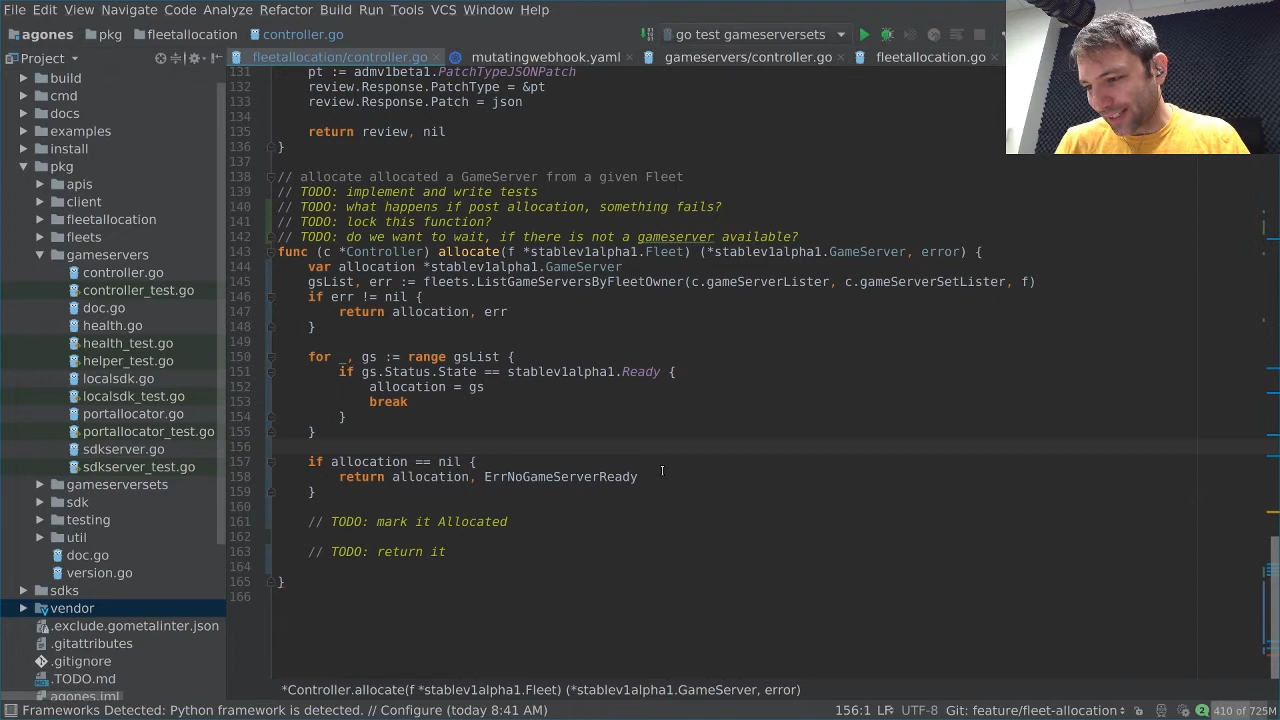 File Edit View Navigate Code Analyze Refactor Build Run Tools VCS Window Help
agones pkg fleetallocation controller.go go test gameserversets
Project fleetallocation/controller.go mutatingwebhook.yaml gameservers/controller.go fleetallocation.go
build
cmd
docs
examples
install
pkg
apis
client
fleetallocation
fleets
gameservers
controller.go
controller_test.go
doc.go
health.go
health_test.go
helper_test.go
localsdk.go
localsdk_test.go
portallocator.go
portallocator_test.go
sdkserver.go
sdkserver_test.go
gameserversets
sdk
testing
util
doc.go
version.go
sdks
vendor
.exclude.gometalinter.json
.gitattributes
.gitignore
.TODO.md
agones.iml
131 pt := admv1beta1.PatchTypeJSONPatch
132 review.Response.PatchType = &pt
133 review.Response.Patch = json
134
135 return review, nil
136 }
137
138 // allocate allocated a GameServer from a given Fleet
139 // TODO: implement and write tests
140 // TODO: what happens if post allocation, something fails?
141 // TODO: lock this function?
142 // TODO: do we want to wait, if there is not a gameserver available?
143 func (c *Controller) allocate(f *stablev1alpha1.Fleet) (*stablev1alpha1.GameServer, error) {
144 var allocation *stablev1alpha1.GameServer
145 gsList, err := fleets.ListGameServersByFleetOwner(c.gameServerLister, c.gameServerSetLister, f)
146 if err != nil {
147 return allocation, err
148 }
149
150 for _, gs := range gsList {
151 if gs.Status.State == stablev1alpha1.Ready {
152 allocation = gs
153 break
154 }
155 }
156
157 if allocation == nil {
158 return allocation, ErrNoGameServerReady
159 }
160
161 // TODO: mark it Allocated
162
163 // TODO: return it
164
165 }
166
*Controller.allocate(f *stablev1alpha1.Fleet) (*stablev1alpha1.GameServer, error)
Frameworks Detected: Python framework is detected. // Configure (today 8:41 AM) 156:1 LF UTF-8 Git: feature/fleet-allocation 2 410 of 725M